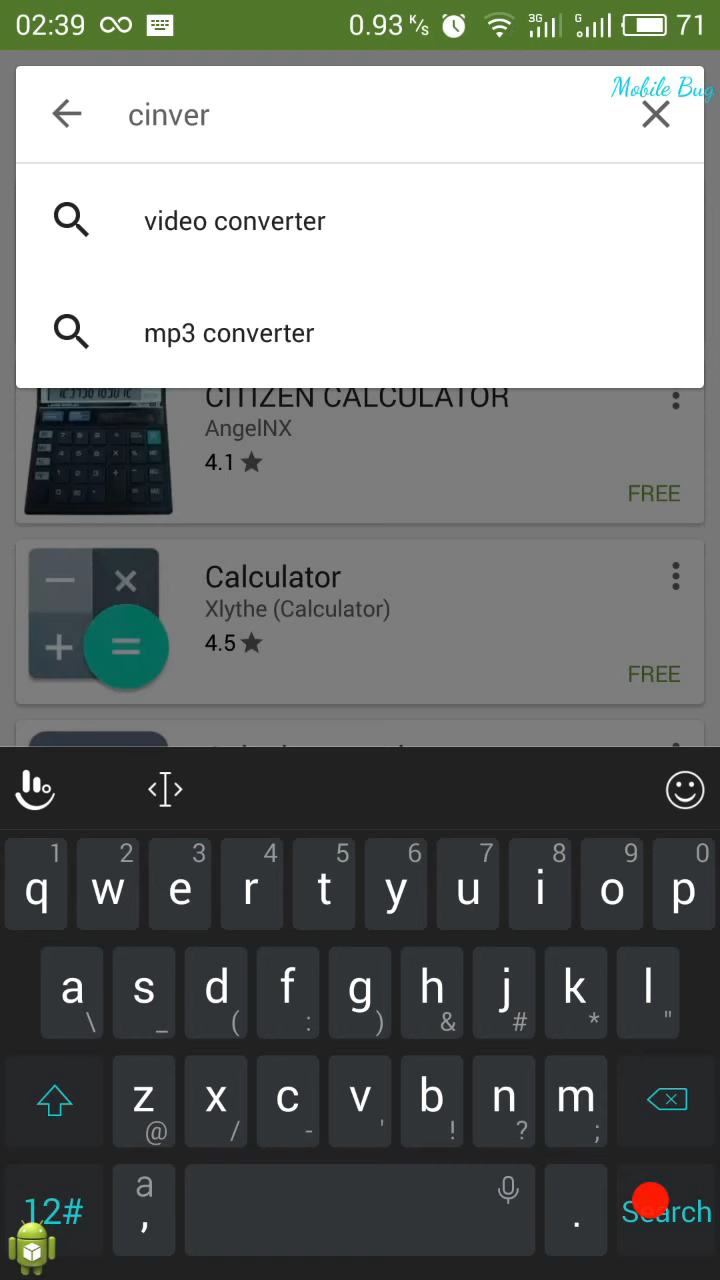 02:39 0.93 K/s 3G G 71
Mobile Bug
cinver
video converter
mp3 converter
CITIZEN CALCULATOR
AngelNX
4.1
FREE
Calculator
Xlythe (Calculator)
4.5
FREE
1 2 3 4 5 6 7 8 9 0
q w e r t y u i o p
a s d f g h j k l
\ _ ( : ) & # * "
z x c v b n m
@ / - ' ! ? ;
12# a , . Search